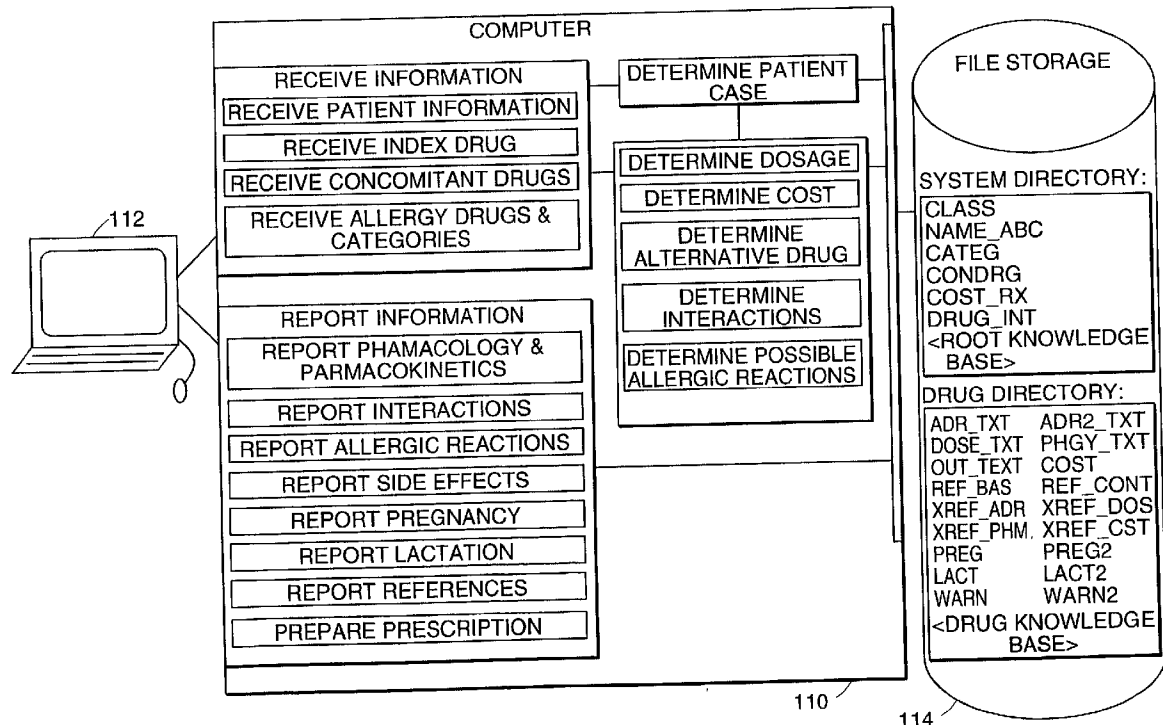 COMPUTER
RECEIVE INFORMATION
RECEIVE PATIENT INFORMATION
RECEIVE INDEX DRUG
RECEIVE CONCOMITANT DRUGS
RECEIVE ALLERGY DRUGS &
CATEGORIES
DETERMINE PATIENT
CASE
DETERMINE DOSAGE
DETERMINE COST
DETERMINE
ALTERNATIVE DRUG
DETERMINE
INTERACTIONS
DETERMINE POSSIBLE
ALLERGIC REACTIONS
112
REPORT INFORMATION
REPORT PHAMACOLOGY &
PARMACOKINETICS
REPORT INTERACTIONS
REPORT ALLERGIC REACTIONS
REPORT SIDE EFFECTS
REPORT PREGNANCY
REPORT LACTATION
REPORT REFERENCES
PREPARE PRESCRIPTION
110
FILE STORAGE
SYSTEM DIRECTORY:
CLASS
NAME_ABC
CATEG
CONDRG
COST_RX
DRUG_INT
<ROOT KNOWLEDGE
BASE>
DRUG DIRECTORY:
ADR_TXT ADR2_TXT
DOSE_TXT PHGY_TXT
OUT_TEXT COST
REF_BAS REF_CONT
XREF_ADR XREF_DOS
XREF_PHM. XREF_CST
PREG PREG2
LACT LACT2
WARN WARN2
<DRUG KNOWLEDGE
BASE>
114